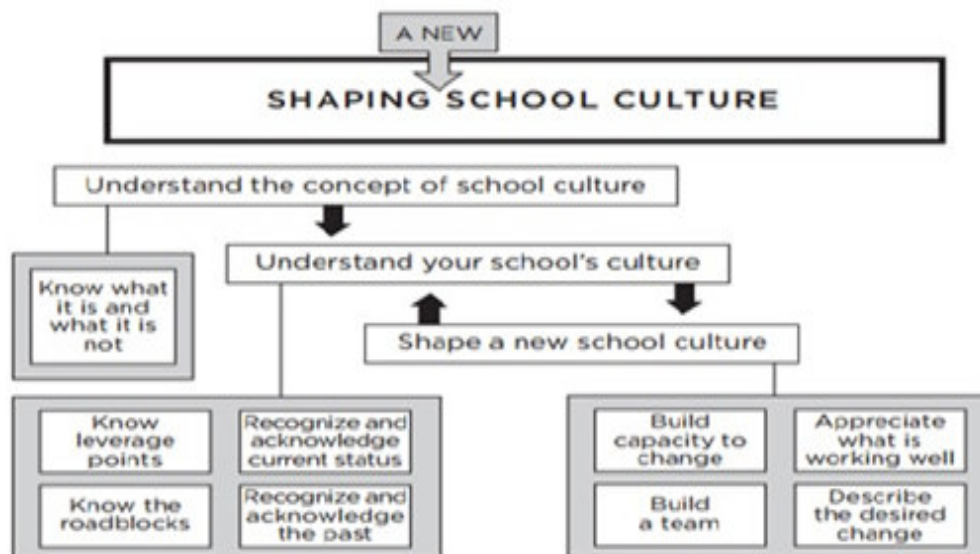 A NEW
SHAPING SCHOOL CULTURE
Understand the concept of school culture
Understand your school's culture
Know what
it is and
what it is
not
Shape a new school culture
Know
leverage
points
Recognize and
acknowledge
current status
Know the
roadblocks
Recognize and
acknowledge
the past
Build
capacity to
change
Appreciate
what is
working well
Build
a team
Describe
the desired
change